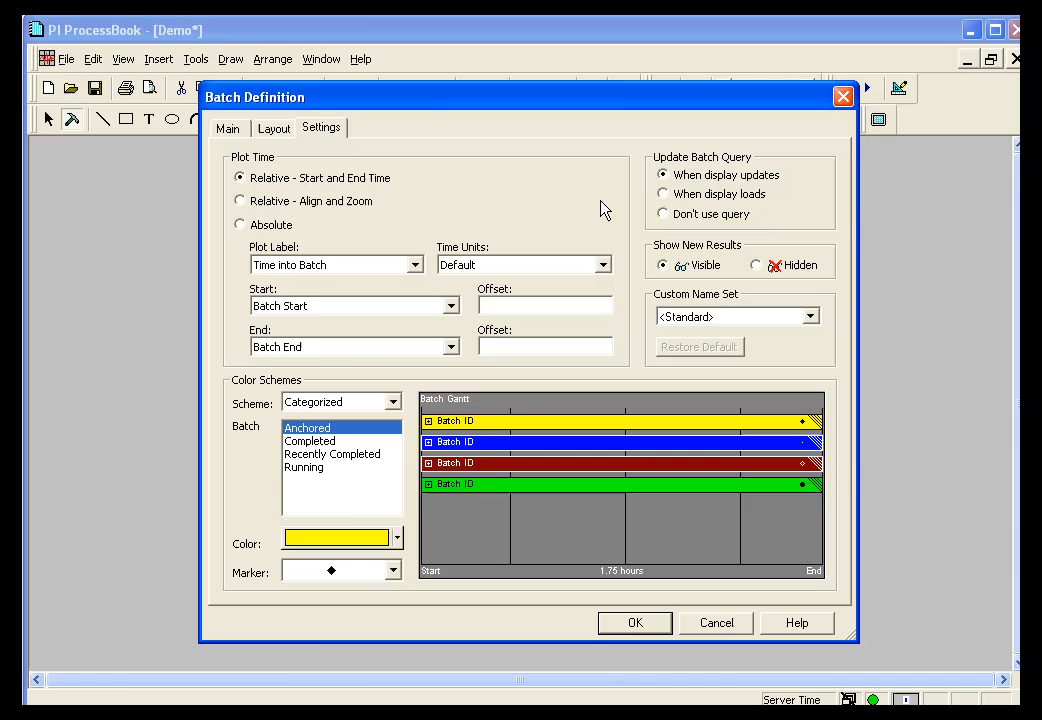 PI ProcessBook - [Demo*]
File Edit View Insert Tools Draw Arrange Window Help
Batch Definition
Main Layout Settings
Plot Time
Relative - Start and End Time
Relative - Align and Zoom
Absolute
Plot Label: Time Units:
Time into Batch Default
Start: Offset:
Batch Start
End: Offset:
Batch End
Update Batch Query
When display updates
When display loads
Don't use query
Show New Results
Visible Hidden
Custom Name Set
<Standard>
Restore Default
Color Schemes
Scheme: Categorized
Batch
Anchored
Completed
Recently Completed
Running
Color:
Marker:
Batch Gantt
Batch ID
Batch ID
Batch ID
Batch ID
Start 1.75 hours End
OK Cancel Help
Server Time